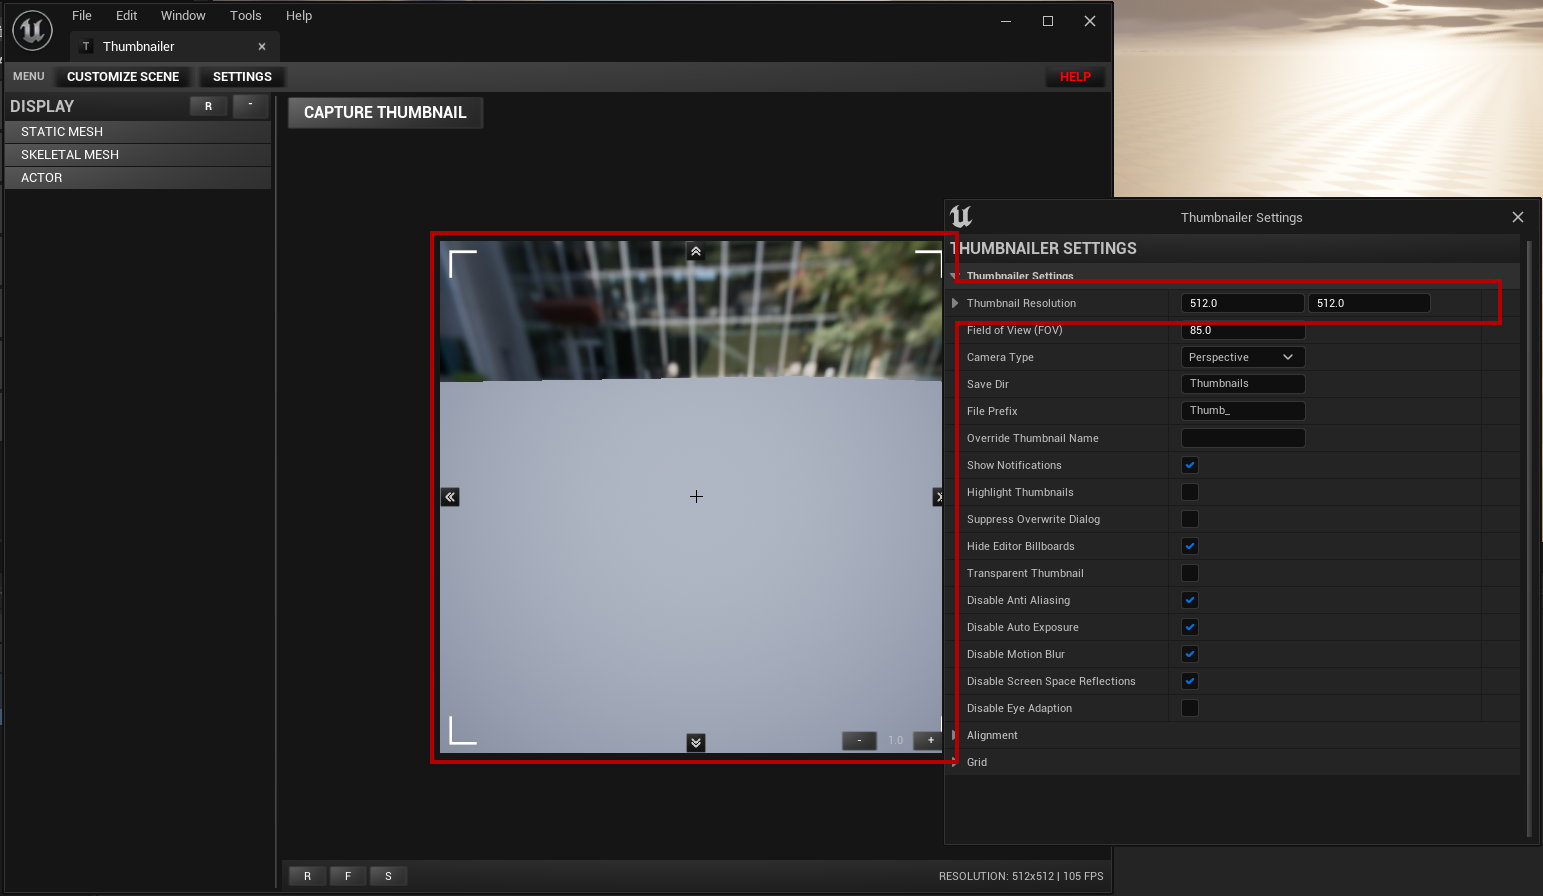 File Edit Window Tools Help
T Thumbnailer
MENU CUSTOMIZE SCENE SETTINGS HELP
DISPLAY R -
CAPTURE THUMBNAIL
STATIC MESH
SKELETAL MESH
ACTOR
1.0
- +
R F S
RESOLUTION: 512x512 | 105 FPS
Thumbnailer Settings
THUMBNAILER SETTINGS
Thumbnailer Settings
Thumbnail Resolution 512.0 512.0
Field of View (FOV) 85.0
Camera Type Perspective
Save Dir Thumbnails
File Prefix Thumb_
Override Thumbnail Name
Show Notifications
Highlight Thumbnails
Suppress Overwrite Dialog
Hide Editor Billboards
Transparent Thumbnail
Disable Anti Aliasing
Disable Auto Exposure
Disable Motion Blur
Disable Screen Space Reflections
Disable Eye Adaption
Alignment
Grid